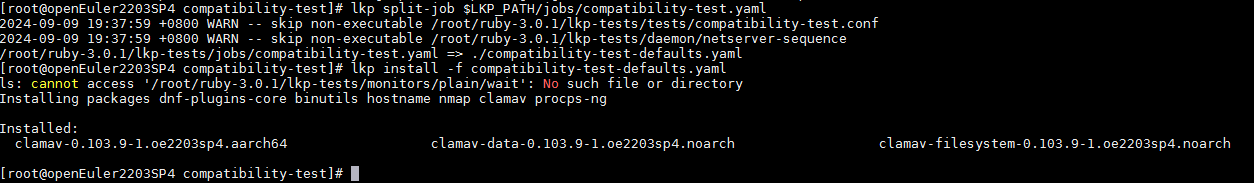 [root@openEuler2203SP4 compatibility-test]# lkp split-job $LKP_PATH/jobs/compatibility-test.yaml
2024-09-09 19:37:59 +0800 WARN -- skip non-executable /root/ruby-3.0.1/lkp-tests/tests/compatibility-test.conf
2024-09-09 19:37:59 +0800 WARN -- skip non-executable /root/ruby-3.0.1/lkp-tests/daemon/netserver-sequence
/root/ruby-3.0.1/lkp-tests/jobs/compatibility-test.yaml => ./compatibility-test-defaults.yaml
[root@openEuler2203SP4 compatibility-test]# lkp install -f compatibility-test-defaults.yaml
ls: cannot access '/root/ruby-3.0.1/lkp-tests/monitors/plain/wait': No such file or directory
Installing packages dnf-plugins-core binutils hostname nmap clamav procps-ng
Installed:
clamav-0.103.9-1.oe2203sp4.aarch64 clamav-data-0.103.9-1.oe2203sp4.noarch clamav-filesystem-0.103.9-1.oe2203sp4.noarch
[root@openEuler2203SP4 compatibility-test]#